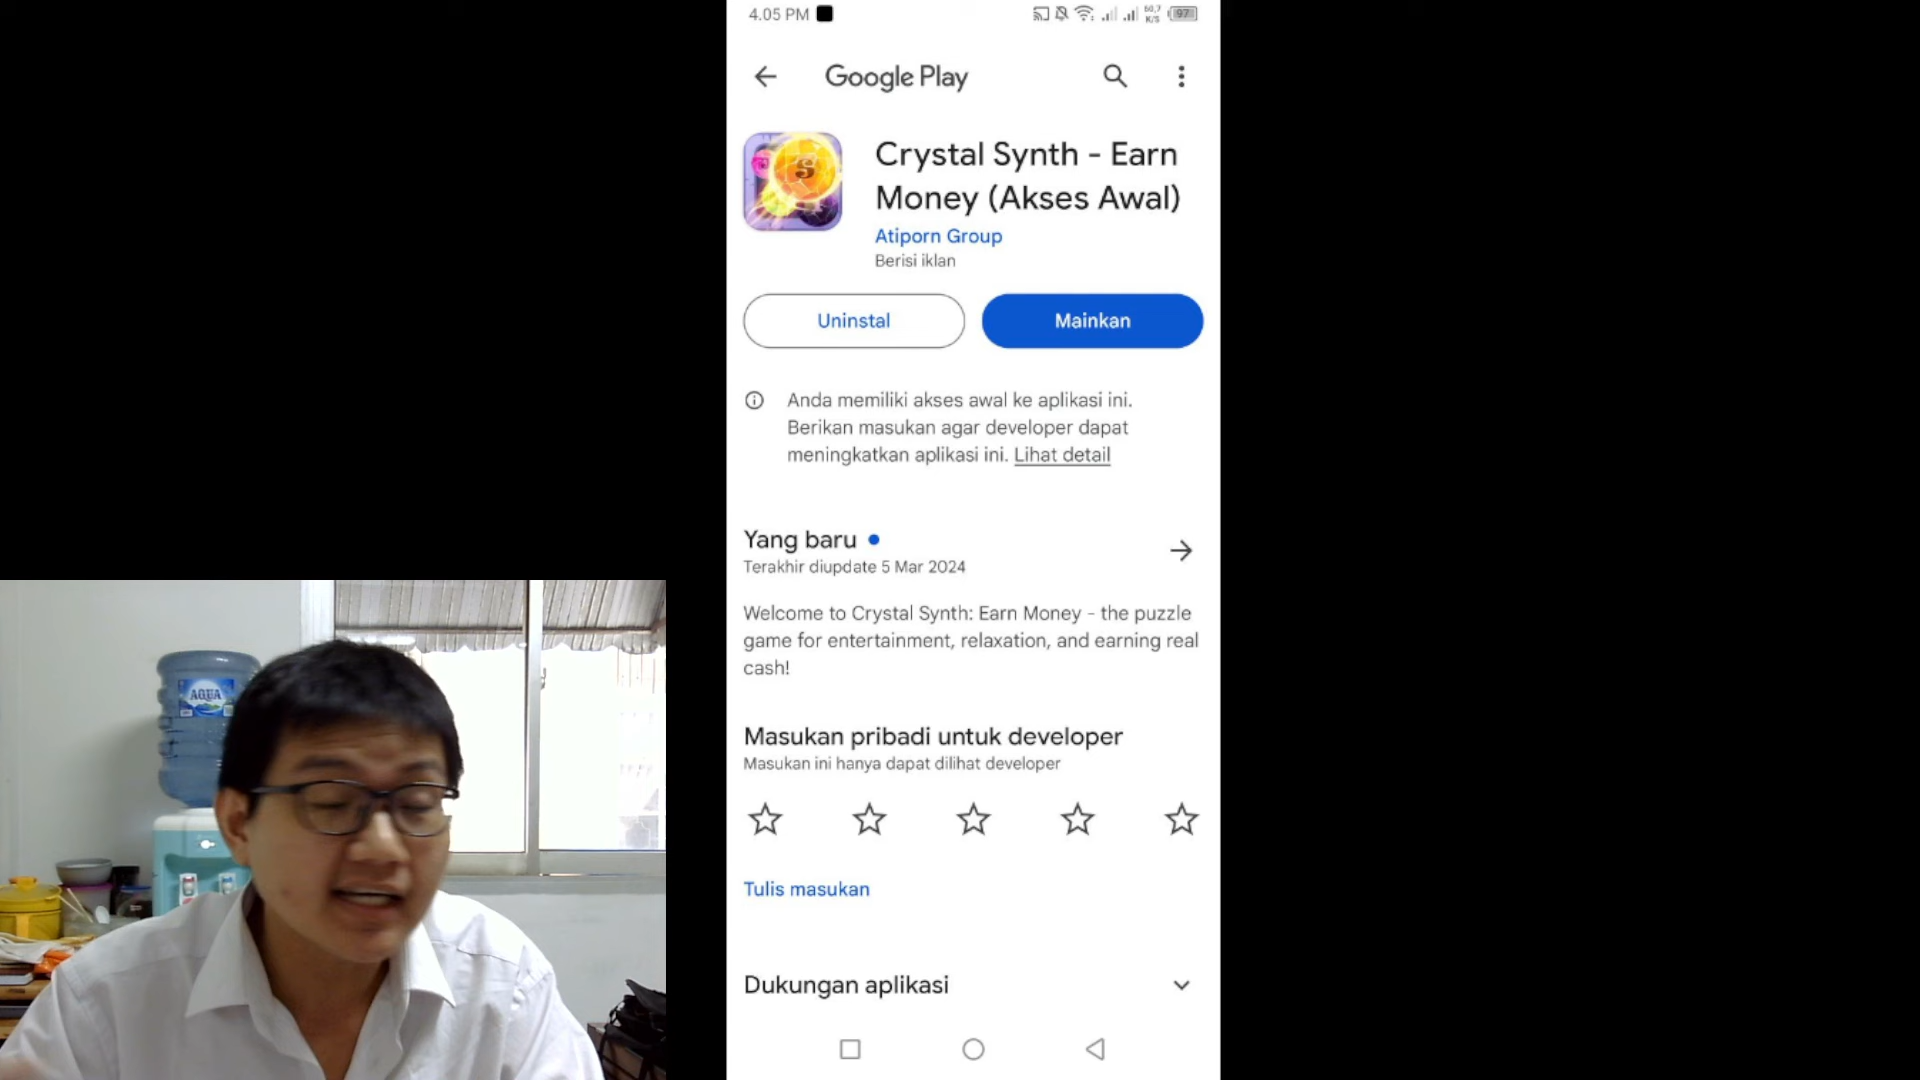 4.05 PM
60,7
K/S
97
Google Play
Crystal Synth - Earn
Money (Akses Awal)
Atiporn Group
Berisi iklan
Uninstal
Mainkan
Anda memiliki akses awal ke aplikasi ini.
Berikan masukan agar developer dapat
meningkatkan aplikasi ini. Lihat detail
Yang baru
Terakhir diupdate 5 Mar 2024
Welcome to Crystal Synth: Earn Money - the puzzle
game for entertainment, relaxation, and earning real
cash!
Masukan pribadi untuk developer
Masukan ini hanya dapat dilihat developer
Tulis masukan
Dukungan aplikasi
AQUA
S